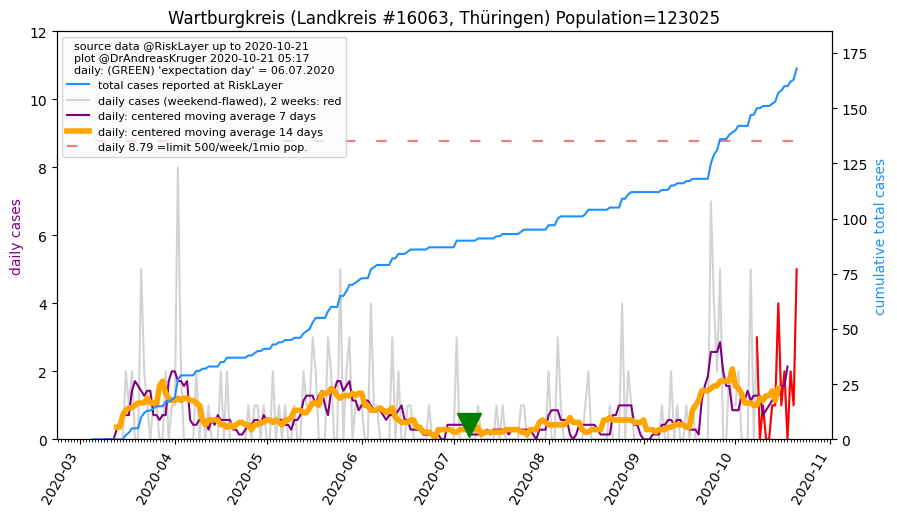 Wartburgkreis (Landkreis #16063, Thüringen) Population=123025
source data @RiskLayer up to 2020-10-21
plot @DrAndreasKruger 2020-10-21 05:17
daily: (GREEN) 'expectation day' = 06.07.2020
total cases reported at RiskLayer
daily cases (weekend-flawed), 2 weeks: red
daily: centered moving average 7 days
daily: centered moving average 14 days
daily 8.79 =limit 500/week/1mio pop.
daily cases
12
10
8
6
4
2
0
cumulative total cases
175
150
125
100
75
50
25
0
2020-03
2020-04
2020-05
2020-06
2020-07
2020-08
2020-09
2020-10
2020-11